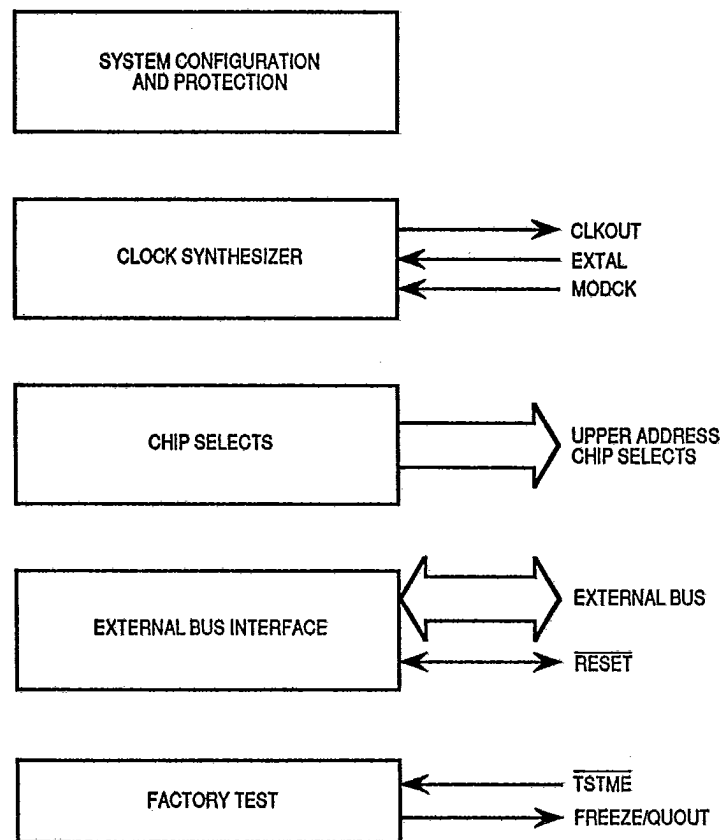 SYSTEM CONFIGURATION
AND PROTECTION
CLOCK SYNTHESIZER
CLKOUT
EXTAL
MODCK
CHIP SELECTS
UPPER ADDRESS
CHIP SELECTS
EXTERNAL BUS INTERFACE
EXTERNAL BUS
RESET
FACTORY TEST
TSTME
FREEZE/QUOUT